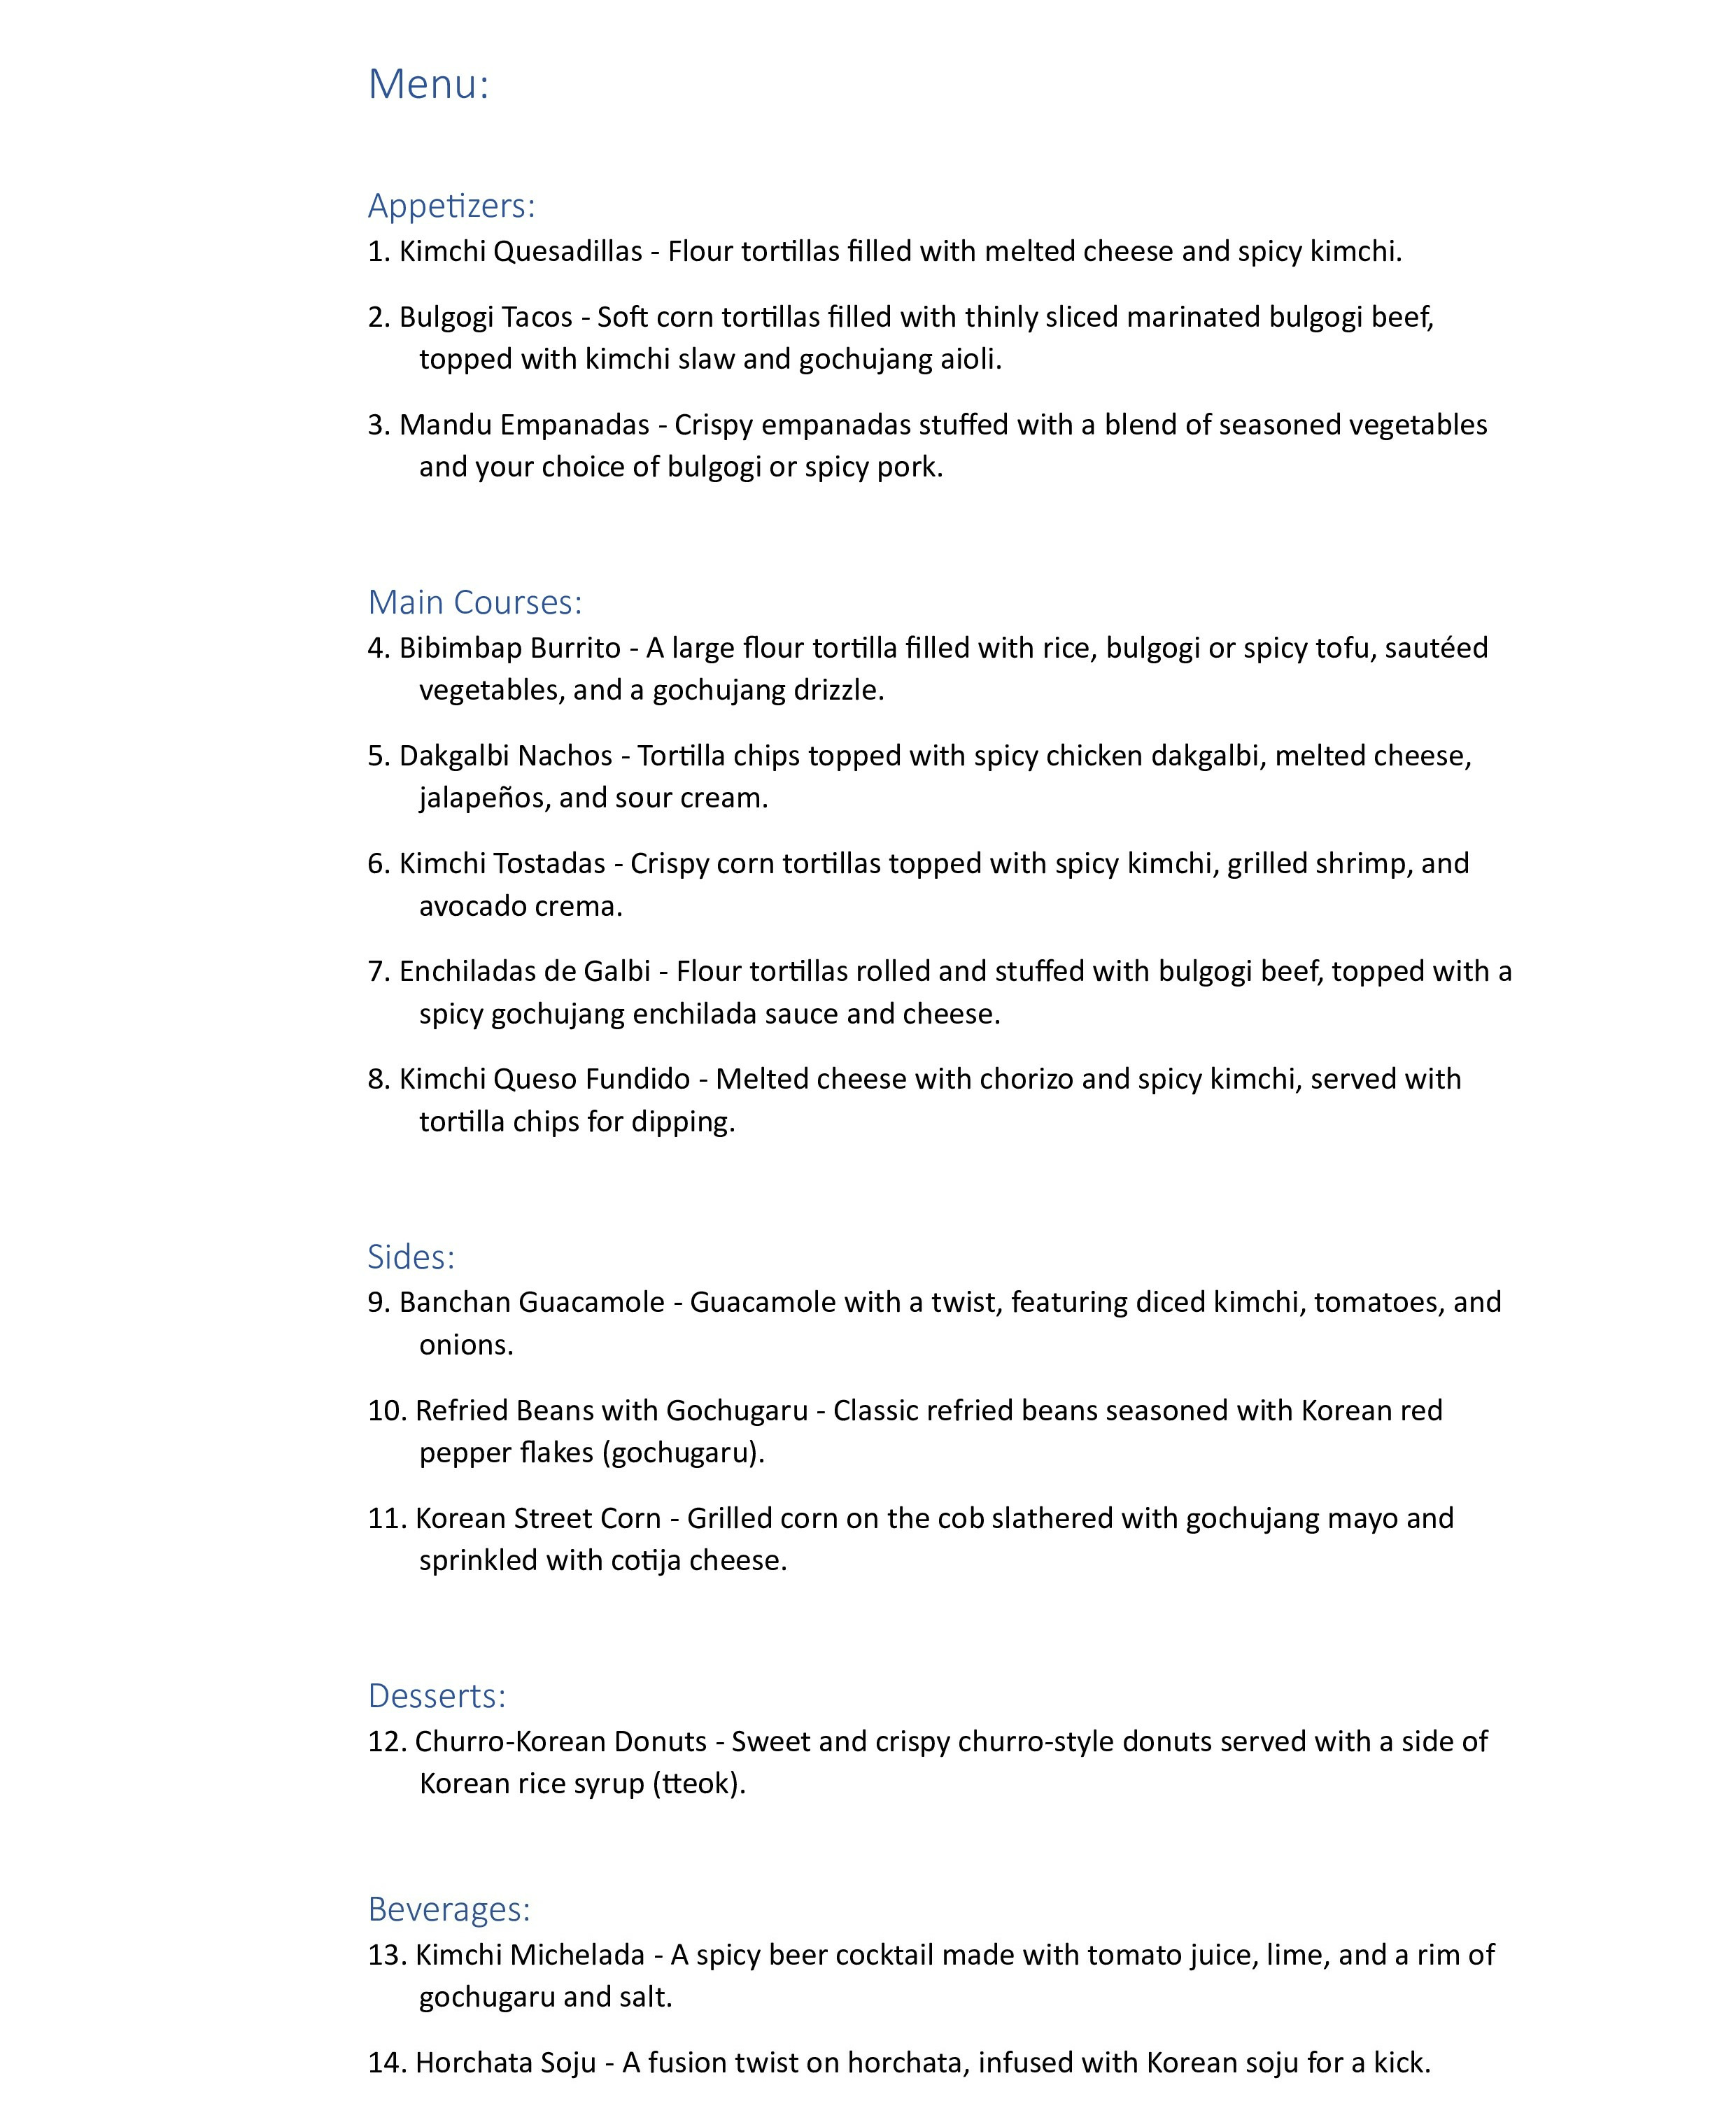 Menu:
Appetizers:
1. Kimchi Quesadillas - Flour tortillas filled with melted cheese and spicy kimchi.
2. Bulgogi Tacos - Soft corn tortillas filled with thinly sliced marinated bulgogi beef,
topped with kimchi slaw and gochujang aioli.
3. Mandu Empanadas - Crispy empanadas stuffed with a blend of seasoned vegetables
and your choice of bulgogi or spicy pork.
Main Courses:
4. Bibimbap Burrito - A large flour tortilla filled with rice, bulgogi or spicy tofu, sautéed
vegetables, and a gochujang drizzle.
5. Dakgalbi Nachos - Tortilla chips topped with spicy chicken dakgalbi, melted cheese,
jalapeños, and sour cream.
6. Kimchi Tostadas - Crispy corn tortillas topped with spicy kimchi, grilled shrimp, and
avocado crema.
7. Enchiladas de Galbi - Flour tortillas rolled and stuffed with bulgogi beef, topped with a
spicy gochujang enchilada sauce and cheese.
8. Kimchi Queso Fundido - Melted cheese with chorizo and spicy kimchi, served with
tortilla chips for dipping.
Sides:
9. Banchan Guacamole - Guacamole with a twist, featuring diced kimchi, tomatoes, and
onions.
10. Refried Beans with Gochugaru - Classic refried beans seasoned with Korean red
pepper flakes (gochugaru).
11. Korean Street Corn - Grilled corn on the cob slathered with gochujang mayo and
sprinkled with cotija cheese.
Desserts:
12. Churro-Korean Donuts - Sweet and crispy churro-style donuts served with a side of
Korean rice syrup (tteok).
Beverages:
13. Kimchi Michelada - A spicy beer cocktail made with tomato juice, lime, and a rim of
gochugaru and salt.
14. Horchata Soju - A fusion twist on horchata, infused with Korean soju for a kick.